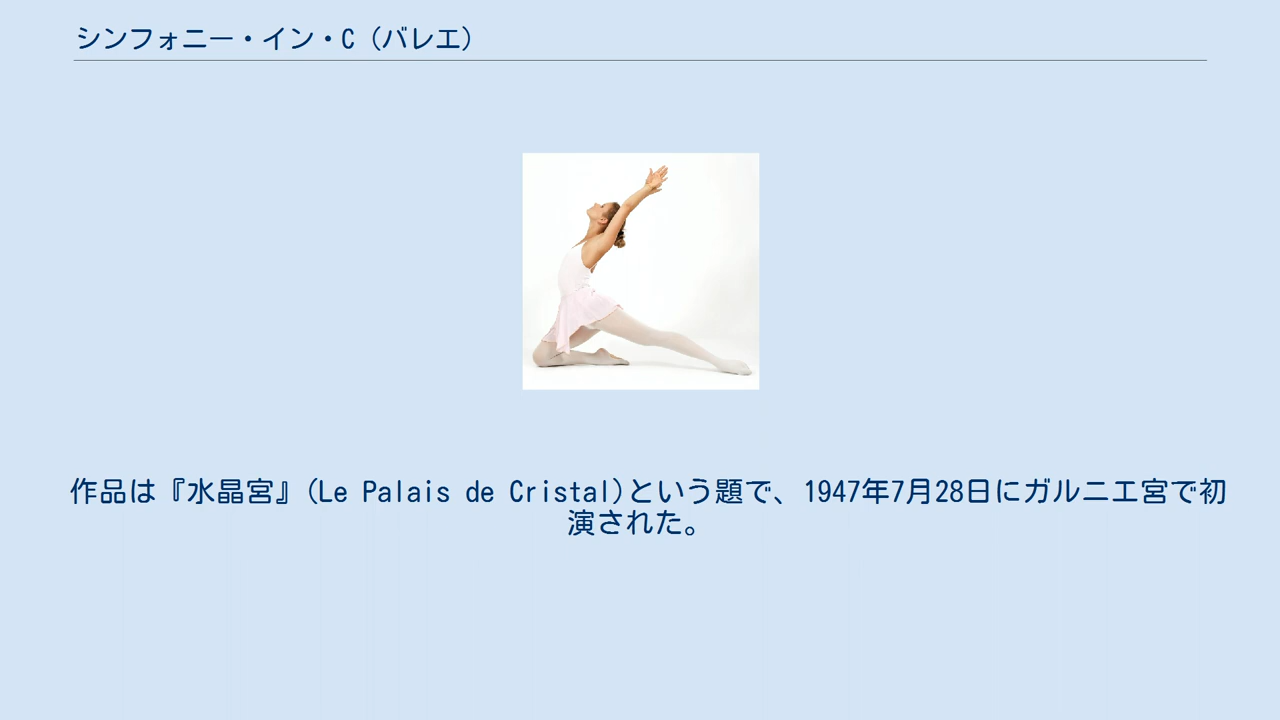 シンフォニー・イン・C（バレエ）
作品は『水晶宮』(Le Palais de Cristal)という題で、1947年7月28日にガルニエ宮で初
演された。